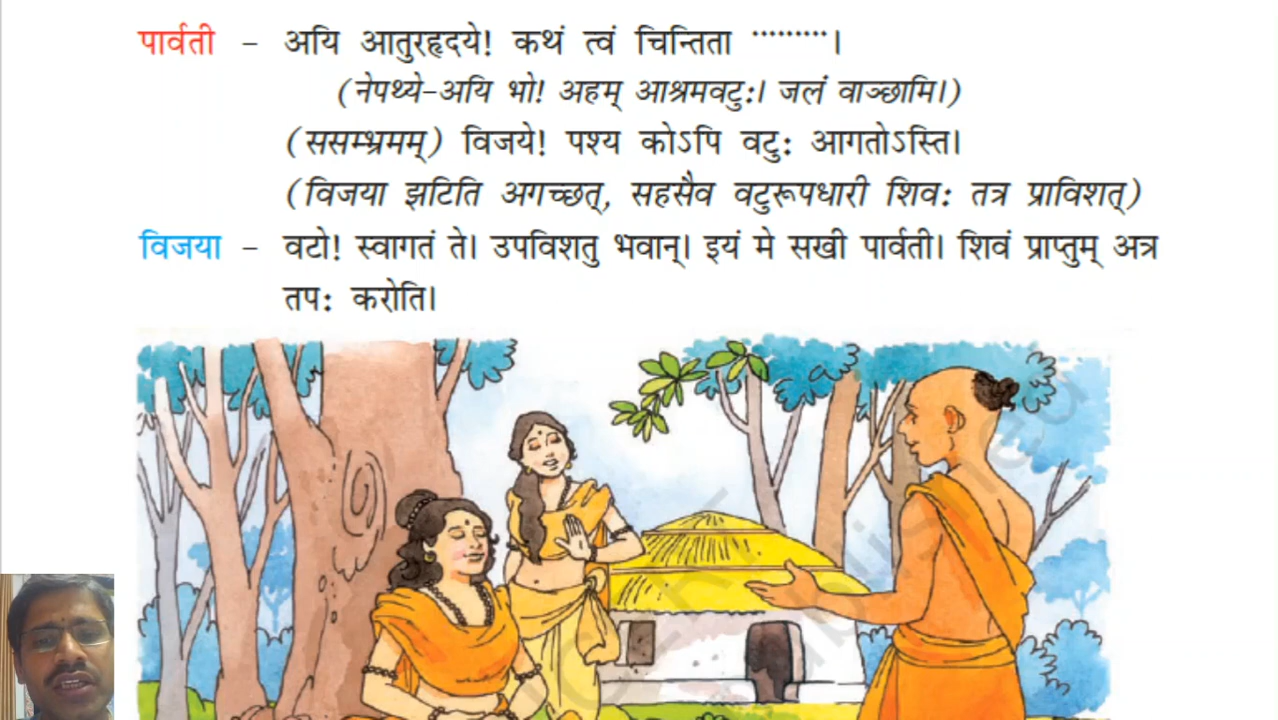 पार्वती - अयि आतुरहृदये! कथं त्वं चिन्तिता ·········।
(नेपथ्ये-अयि भो! अहम् आश्रमवटुः। जलं वाञ्छामि।)
(ससम्भ्रमम्) विजये! पश्य कोऽपि वटुः आगतोऽस्ति।
(विजया झटिति अगच्छत्, सहसैव वटुरूपधारी शिवः तत्र प्राविशत्)
विजया - वटो! स्वागतं ते। उपविशतु भवान्। इयं मे सखी पार्वती। शिवं प्राप्तुम् अत्र
तपः करोति।